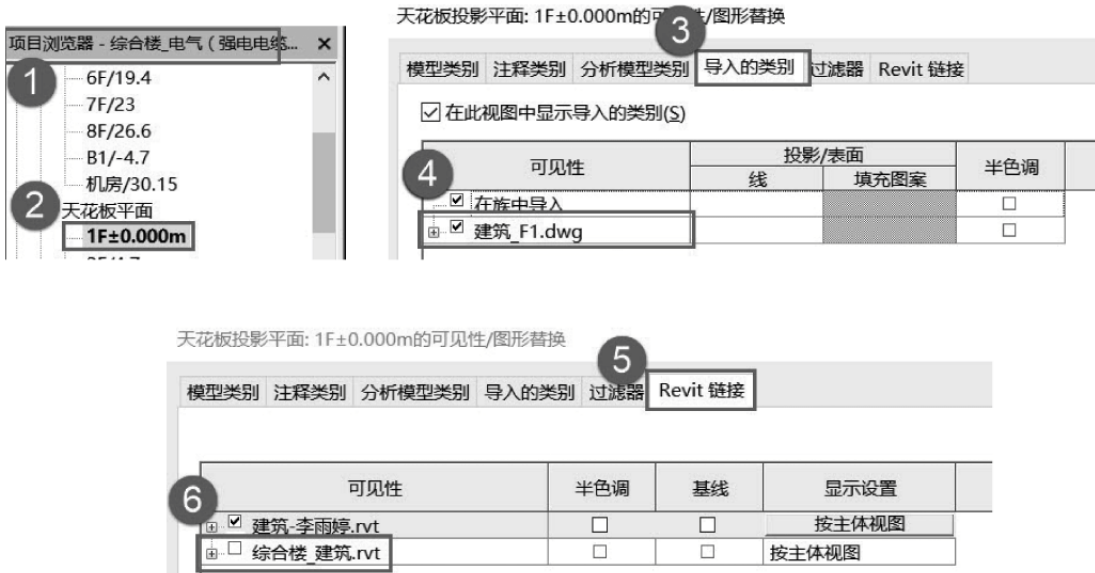 天花板投影平面: 1F±0.000m的可见性/图形替换
项目浏览器 - 综合楼_电气（强电电缆...
1
6F/19.4
7F/23
8F/26.6
B1/-4.7
机房/30.15
2
天花板平面
1F±0.000m
3
模型类别 注释类别 分析模型类别 导入的类别 过滤器 Revit 链接
在此视图中显示导入的类别(S)
4
可见性 投影/表面 半色调
线 填充图案
在族中导入
建筑_F1.dwg
天花板投影平面: 1F±0.000m的可见性/图形替换
5
模型类别 注释类别 分析模型类别 导入的类别 过滤器 Revit 链接
6
可见性 半色调 基线 显示设置
建筑-李雨婷.rvt 按主体视图
综合楼_建筑.rvt 按主体视图